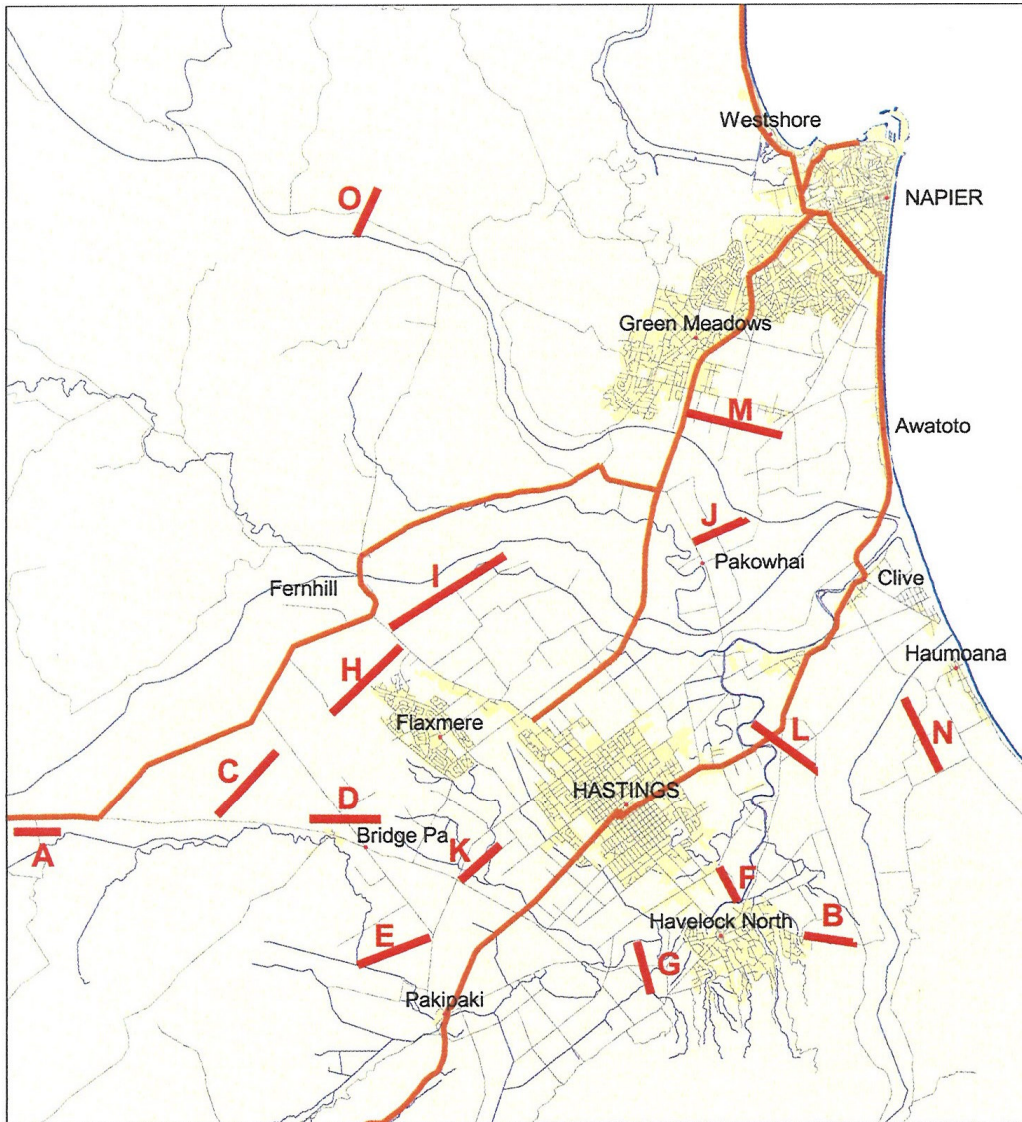 Westshore
O
NAPIER
Green Meadows
M
Awatoto
J
Pakowhai
I
Fernhill
Clive
Haumoana
H
Flaxmere
N
L
C
HASTINGS
D
Bridge Pa
A
K
F
Havelock North
B
E
G
Pakipaki